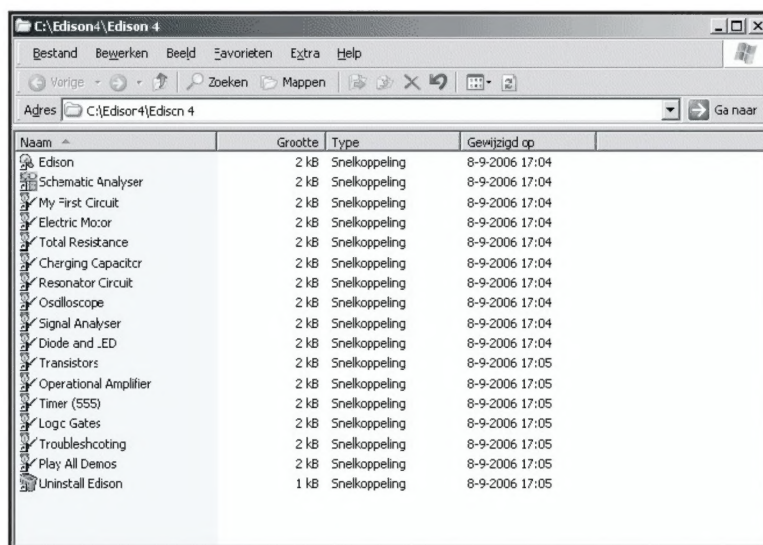 C:\Edison4\Edison 4
Bestand Bewerken Beeld Favorieten Extra Help
Vorige Zoeken Mappen
Adres C:\Edison4\Edison 4 Ga naar
Naam Grootte Type Gewijzigd op
Edison 2 kB Snelkoppeling 8-9-2006 17:04
Schematic Analyser 2 kB Snelkoppeling 8-9-2006 17:04
My First Circuit 2 kB Snelkoppeling 8-9-2006 17:04
Electric Motor 2 kB Snelkoppeling 8-9-2006 17:04
Total Resistance 2 kB Snelkoppeling 8-9-2006 17:04
Charging Capacitor 2 kB Snelkoppeling 8-9-2006 17:04
Resonator Circuit 2 kB Snelkoppeling 8-9-2006 17:04
Oscilloscope 2 kB Snelkoppeling 8-9-2006 17:04
Signal Analyser 2 kB Snelkoppeling 8-9-2006 17:04
Diode and LED 2 kB Snelkoppeling 8-9-2006 17:04
Transistors 2 kB Snelkoppeling 8-9-2006 17:05
Operational Amplifier 2 kB Snelkoppeling 8-9-2006 17:05
Timer (555) 2 kB Snelkoppeling 8-9-2006 17:05
Logic Gates 2 kB Snelkoppeling 8-9-2006 17:05
Troubleshooting 2 kB Snelkoppeling 8-9-2006 17:05
Play All Demos 2 kB Snelkoppeling 8-9-2006 17:05
Uninstall Edison 1 kB Snelkoppeling 8-9-2006 17:05